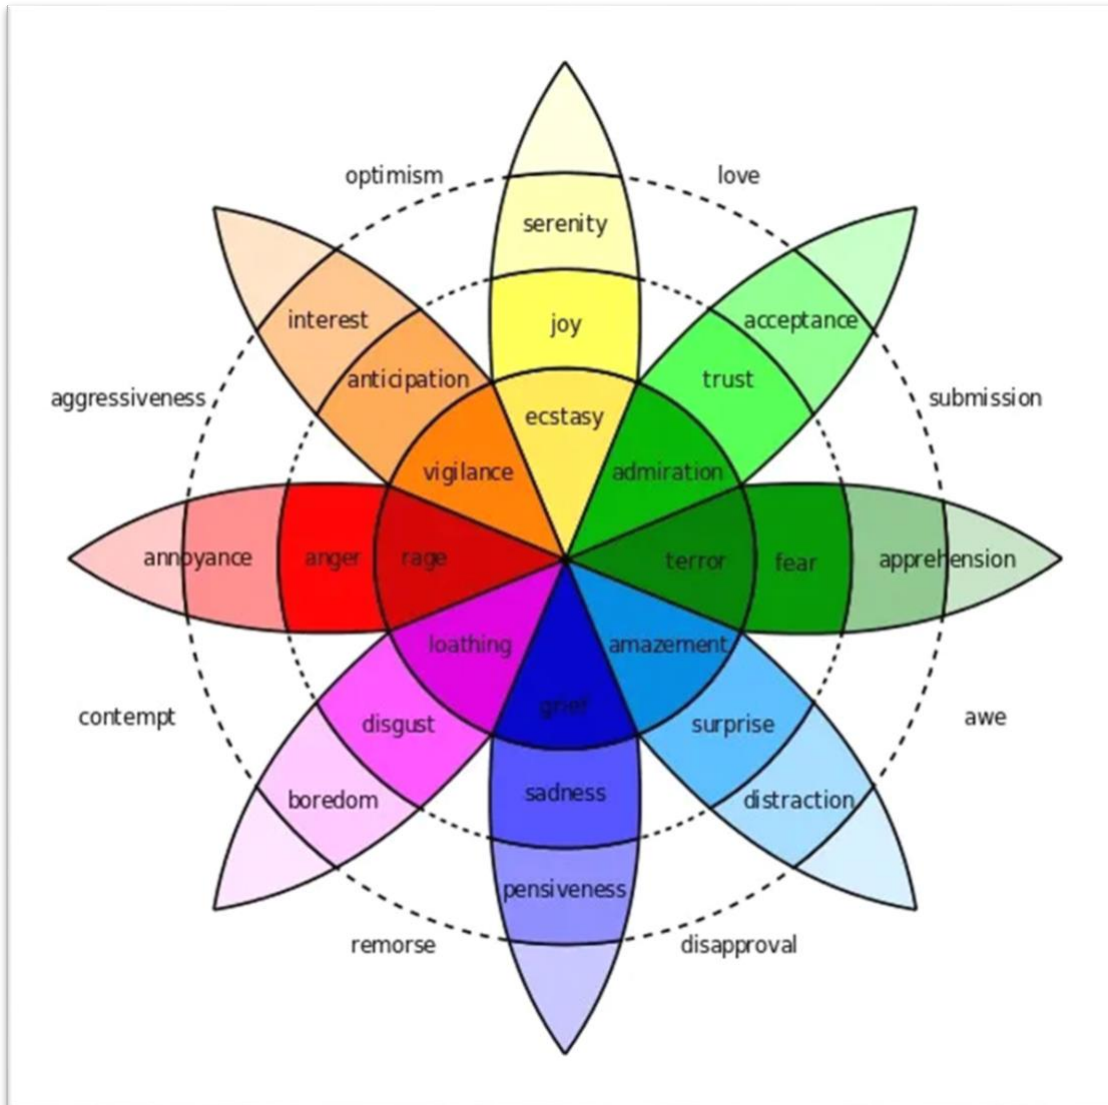 optimism
love
serenity
interest
joy
acceptance
anticipation
trust
aggressiveness
submission
ecstasy
vigilance
admiration
annoyance
anger
rage
terror
fear
apprehension
loathing
amazement
grief
disgust
surprise
contempt
awe
sadness
boredom
distraction
pensiveness
remorse
disapproval